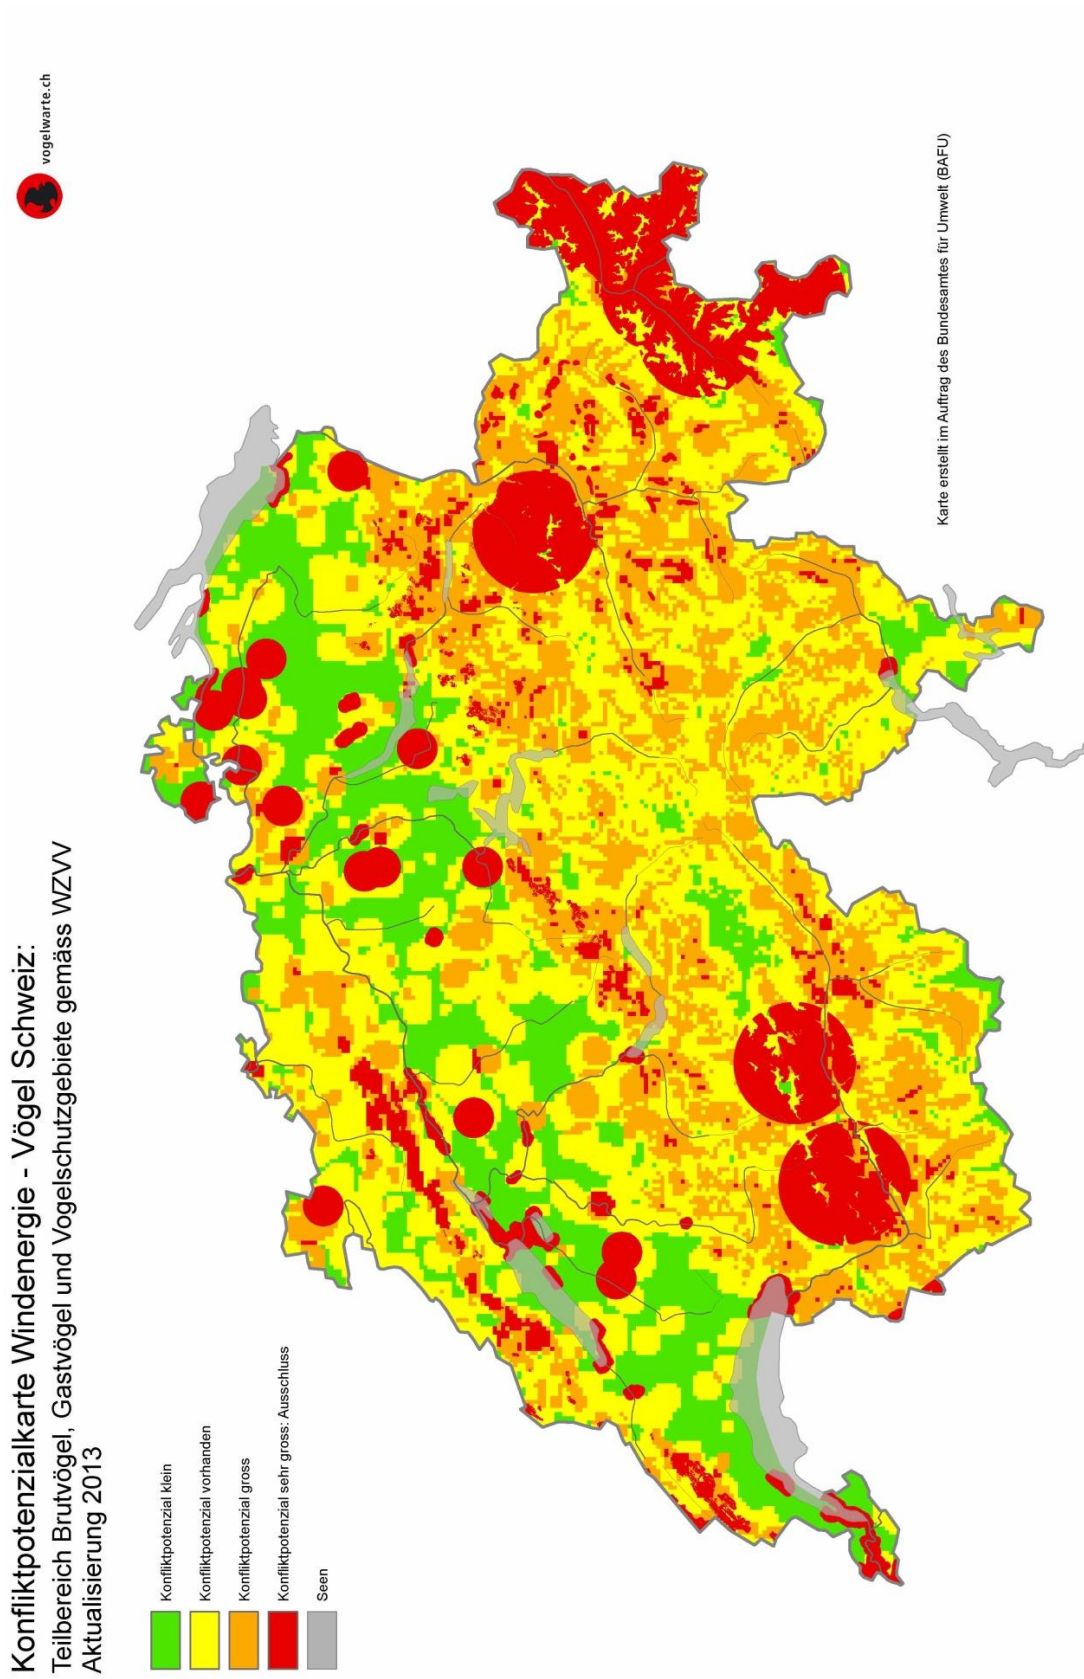 Konfliktpotenzialkarte Windenergie - Vögel Schweiz:
Teilbereich Brutvögel, Gastvögel und Vogelschutzgebiete gemäss WZVV
Aktualisierung 2013
vogelwarte.ch
Konfliktpotenzial klein
Konfliktpotenzial vorhanden
Konfliktpotenzial gross
Konfliktpotenzial sehr gross: Ausschluss
Seen
Karte erstellt im Auftrag des Bundesamtes für Umwelt (BAFU)